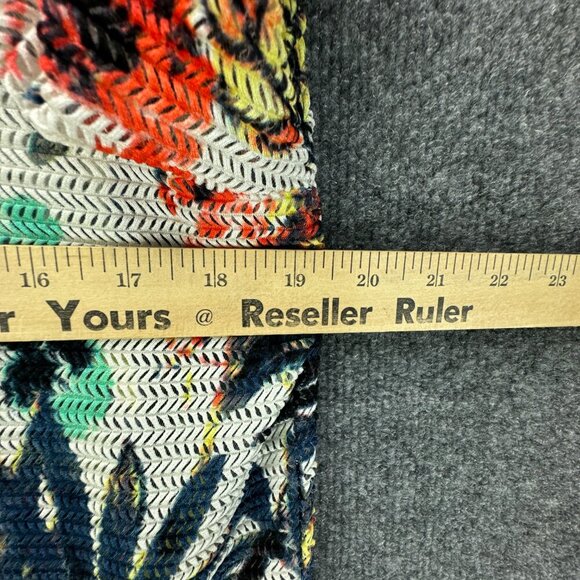 16 17 18 19 20 21 22 23
r Yours @ Reseller Ruler